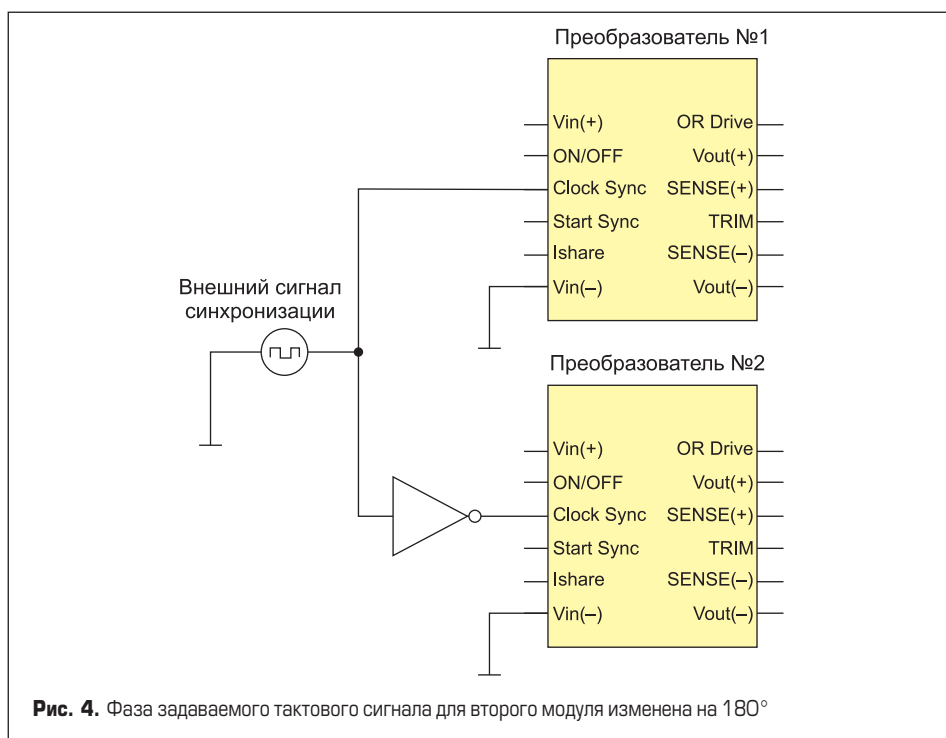 Преобразователь №1
Vin(+) OR Drive
ON/OFF Vout(+)
Clock Sync SENSE(+)
Start Sync TRIM
Ishare SENSE(−)
Vin(−) Vout(−)
Внешний сигнал
синхронизации
Преобразователь №2
Vin(+) OR Drive
ON/OFF Vout(+)
Clock Sync SENSE(+)
Start Sync TRIM
Ishare SENSE(−)
Vin(−) Vout(−)
Рис. 4. Фаза задаваемого тактового сигнала для второго модуля изменена на 180°